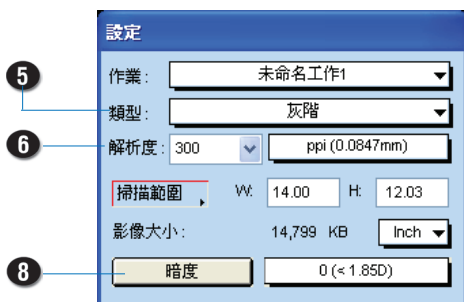 設定
作業: 未命名工作1
5 類型: 灰階
6 解析度: 300 ppi (0.0847mm)
掃描範圍 W: 14.00 H: 12.03
影像大小: 14,799 KB Inch
8 暗度 0 (< 1.85D)